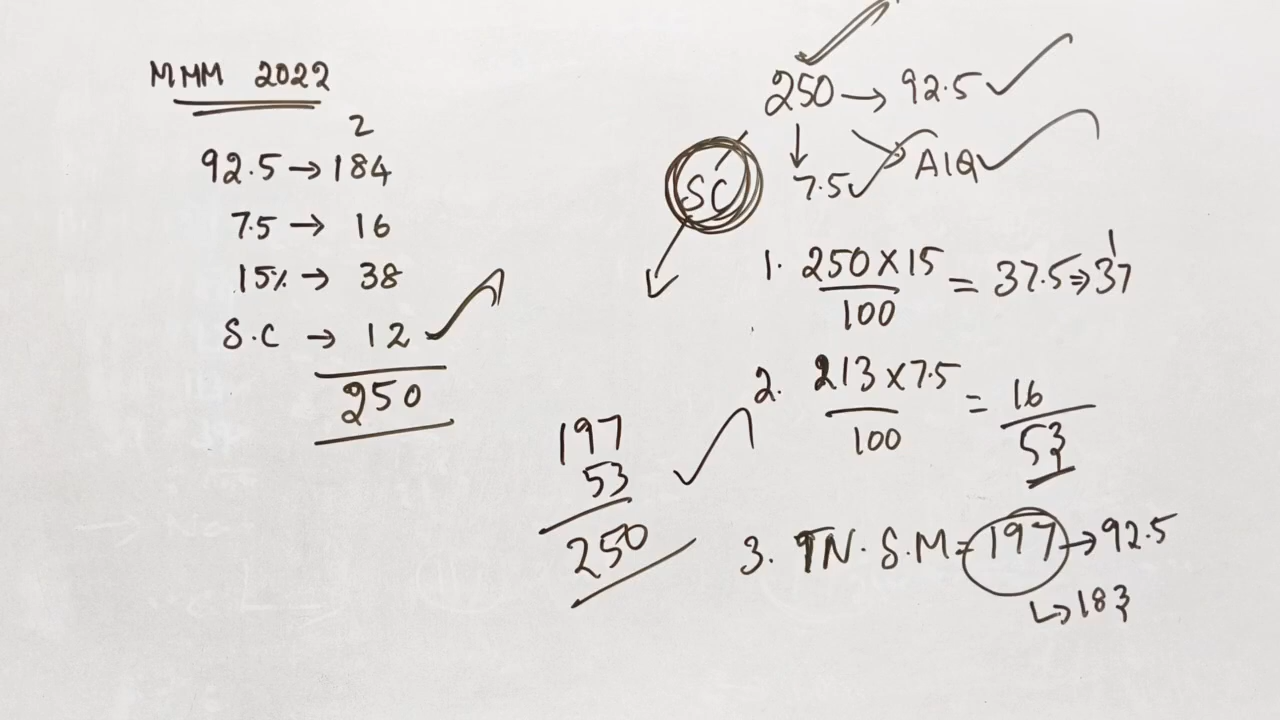 MMM 2022
2
92.5 → 184
7.5 → 16
15% → 38
S.C → 12
250
197
53
250
250 → 92.5
SC
7.5
AIQ
1. 250 X 15 / 100 = 37.5 ⇒ 37
1
2. 213 X 7.5 / 100 = 16
53
3. TN. S.M = 197 → 92.5
↳ 183